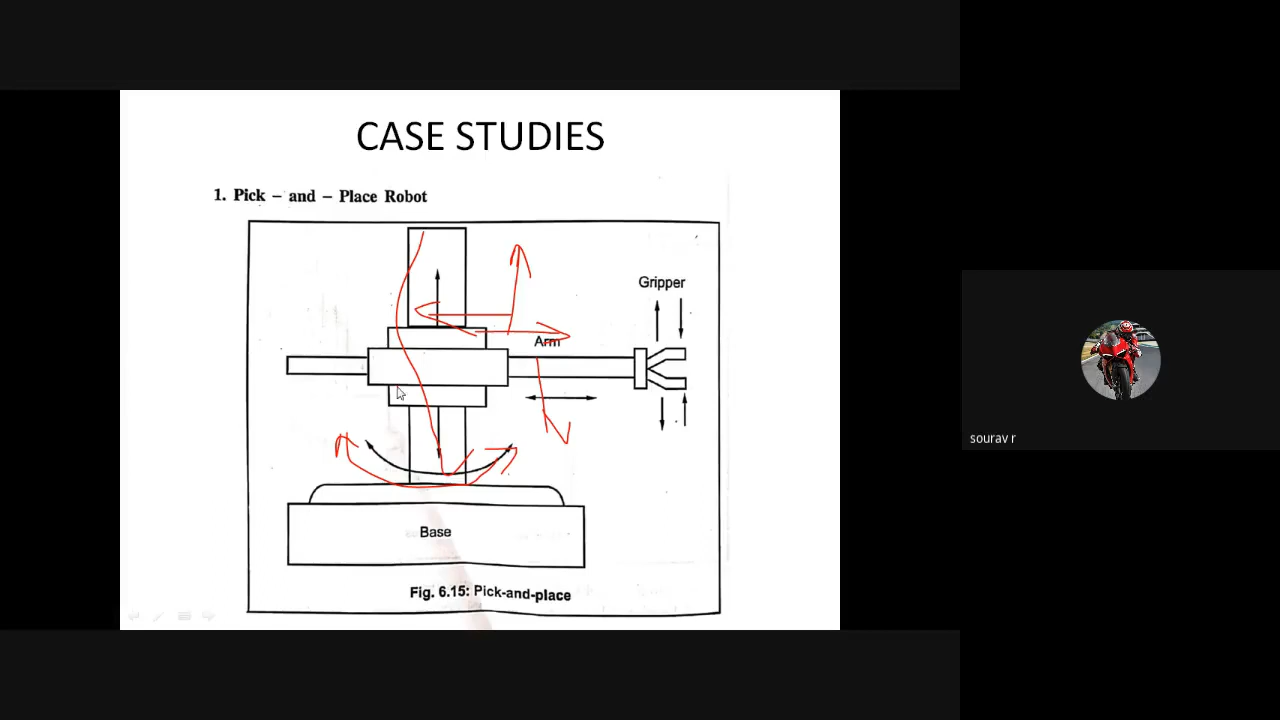 CASE STUDIES
1. Pick – and – Place Robot
Gripper
Arm
Base
Fig. 6.15: Pick-and-place
sourav r